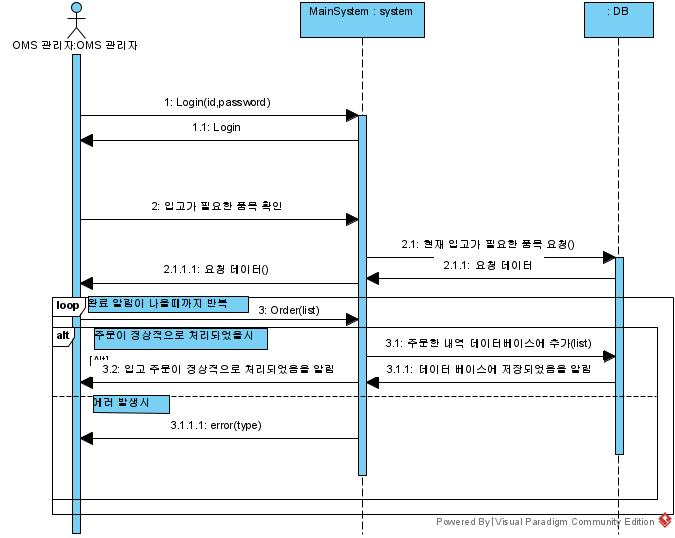 MainSystem : system
: DB
OMS 관리자:OMS 관리자
1: Login(id,password)
1.1: Login
2: 입고가 필요한 품목 확인
2.1: 현재 입고가 필요한 품목 요청()
2.1.1: 요청 데이터
2.1.1.1: 요청 데이터()
loop
완료 알림이 나올때까지 반복
3: Order(list)
alt
주문이 정상적으로 처리되었을시
3.1: 주문한 내역 데이터베이스에 추가(list)
3.2: 입고 주문이 정상적으로 처리되었음을 알림
3.1.1: 데이터 베이스에 저장되었음을 알림
에러 발생시
3.1.1.1: error(type)
Powered By Visual Paradigm Community Edition